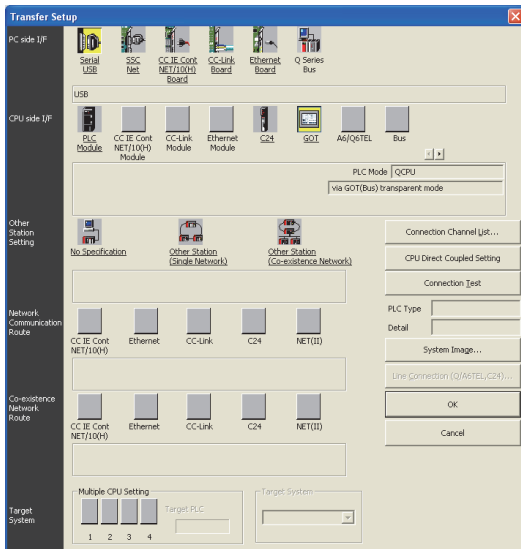 Transfer Setup
PC side I/F
Serial USB
SSC Net
CC IE Cont NET/10(H) Board
CC-Link Board
Ethernet Board
Q Series Bus
USB
CPU side I/F
PLC Module
CC IE Cont NET/10(H) Module
CC-Link Module
Ethernet Module
C24
GOT
A6/Q6TEL
Bus
PLC Mode QCPU
via GOT(Bus) transparent mode
Other Station Setting
No Specification
Other Station (Single Network)
Other Station (Co-existence Network)
Connection Channel List...
CPU Direct Coupled Setting
Connection Test
PLC Type
Detail
System Image...
Line Connection (Q/A6TEL,C24)...
OK
Cancel
Network Communication Route
CC IE Cont NET/10(H)
Ethernet
CC-Link
C24
NET(II)
Co-existence Network Route
CC IE Cont NET/10(H)
Ethernet
CC-Link
C24
NET(II)
Target System
Multiple CPU Setting
1 2 3 4
Target PLC
Target System